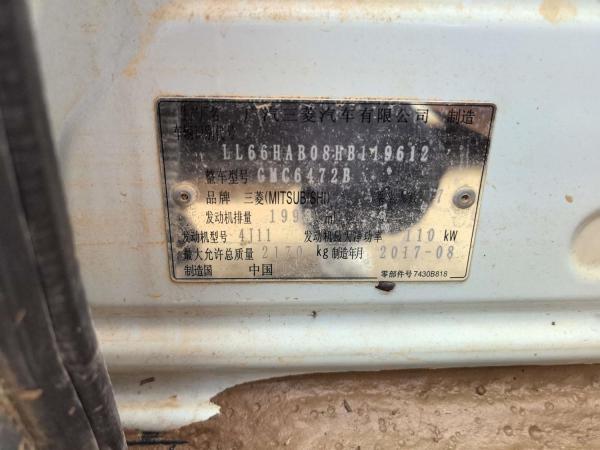 广汽三菱汽车有限公司 制造
LL66HAB08HB119612
整车型号 GMC6472B
品牌 三菱(MITSUBISHI)
发动机排量 199 ml
发动机型号 4J11 发动机最大净功率 110 kW
最大允许总质量 2170 kg 制造年月 2017-08
制造国 中国 零部件号 7430B818